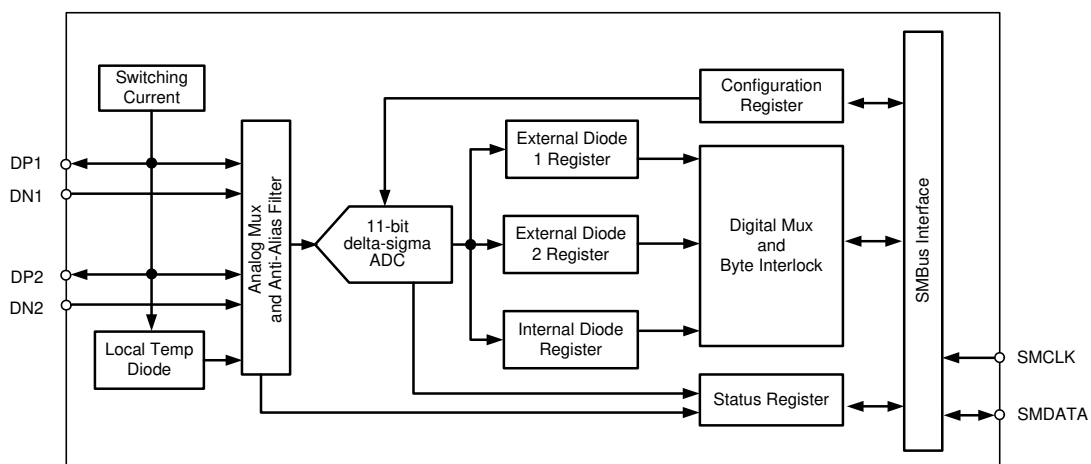 Switching
Current
DP1
DN1
DP2
DN2
Local Temp
Diode
Analog Mux
and Anti-Alias Filter
11-bit
delta-sigma
ADC
External Diode
1 Register
External Diode
2 Register
Internal Diode
Register
Configuration
Register
Digital Mux
and
Byte Interlock
Status Register
SMBus Interface
SMCLK
SMDATA